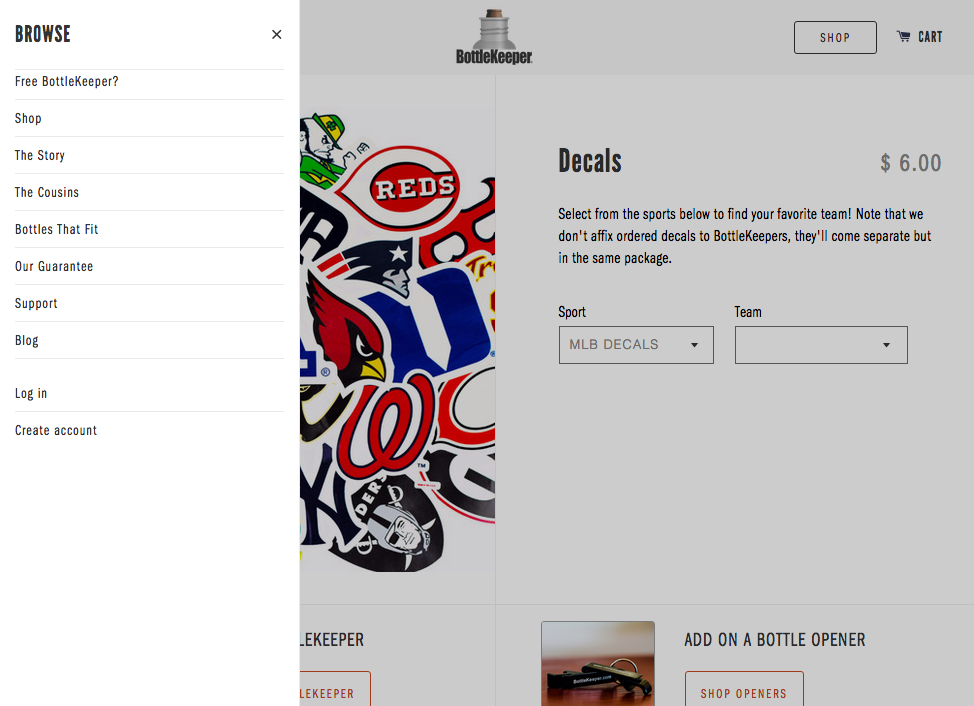 BROWSE
Free BottleKeeper?
Shop
The Story
The Cousins
Bottles That Fit
Our Guarantee
Support
Blog
Log in
Create account
BottleKeeper
SHOP
CART
REDS
TM
DERS
Decals
$ 6.00
Select from the sports below to find your favorite team! Note that we
don't affix ordered decals to BottleKeepers, they'll come separate but
in the same package.
Sport
Team
MLB DECALS
LEKEEPER
LEKEEPER
BottleKeeper.com
ADD ON A BOTTLE OPENER
SHOP OPENERS